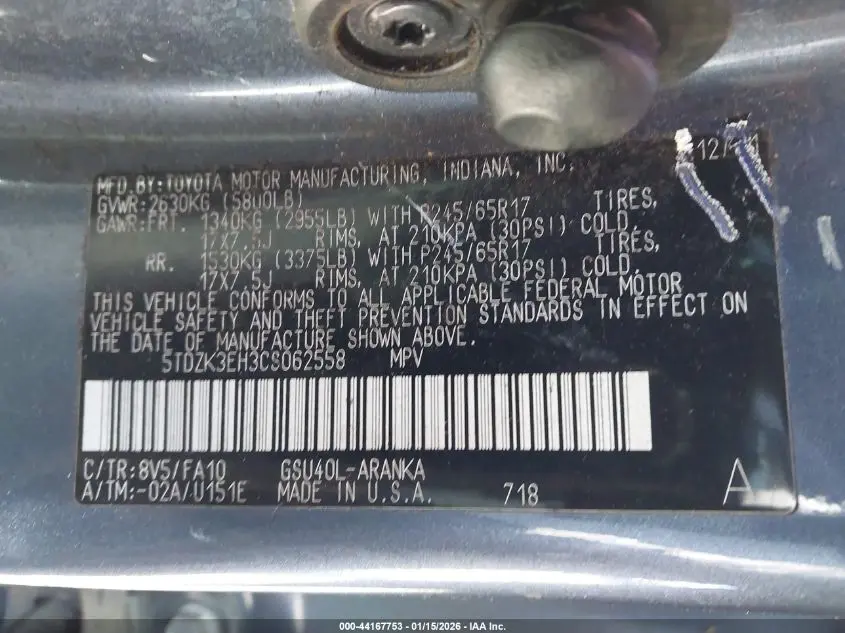 12/
MFD.BY:TOYOTA MOTOR MANUFACTURING, INDIANA, INC.
GVWR:2630KG (5800LB)
GAWR:FRT. 1340KG (2955LB) WITH P245/65R17 TIRES,
17X7.5J RIMS, AT 210KPA (30PSI) COLD,
RR. 1530KG (3375LB) WITH P245/65R17 TIRES,
17X7.5J RIMS, AT 210KPA (30PSI) COLD.
THIS VEHICLE CONFORMS TO ALL APPLICABLE FEDERAL MOTOR
VEHICLE SAFETY AND THEFT PREVENTION STANDARDS IN EFFECT ON
THE DATE OF MANUFACTURE SHOWN ABOVE.
5TDZK3EH3CS062558 MPV
C/TR:8V5/FA10 GSU40L-ARANKA
A/TM:-02A/U151E MADE IN U.S.A. 718 A
000-44167753 - 01/15/2026 - IAA Inc.